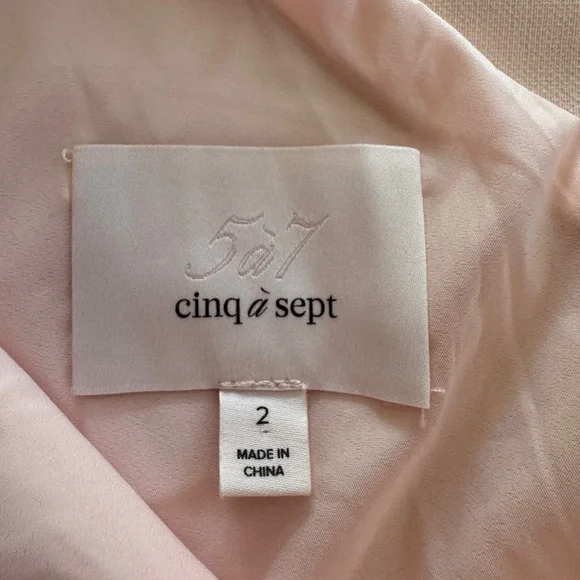 5à7
cinq à sept
2
MADE IN
CHINA